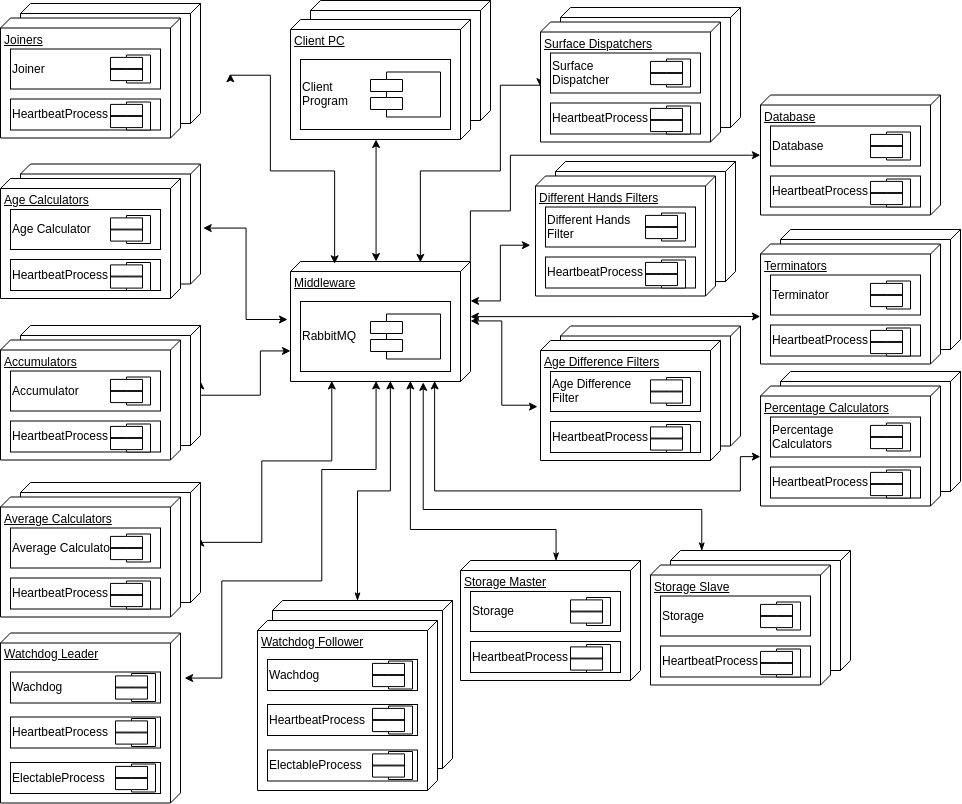 Joiners
Joiner
HeartbeatProcess
Client PC
Client
Program
Surface Dispatchers
Surface
Dispatcher
HeartbeatProcess
Database
Database
HeartbeatProcess
Age Calculators
Age Calculator
HeartbeatProcess
Different Hands Filters
Different Hands
Filter
HeartbeatProcess
Middleware
RabbitMQ
Terminators
Terminator
HeartbeatProcess
Accumulators
Accumulator
HeartbeatProcess
Age Difference Filters
Age Difference
Filter
HeartbeatProcess
Percentage Calculators
Percentage
Calculators
HeartbeatProcess
Average Calculators
Average Calculato
HeartbeatProcess
Storage Master
Storage
HeartbeatProcess
Storage Slave
Storage
HeartbeatProcess
Watchdog Leader
Wachdog
HeartbeatProcess
ElectableProcess
Watchdog Follower
Wachdog
HeartbeatProcess
ElectableProcess